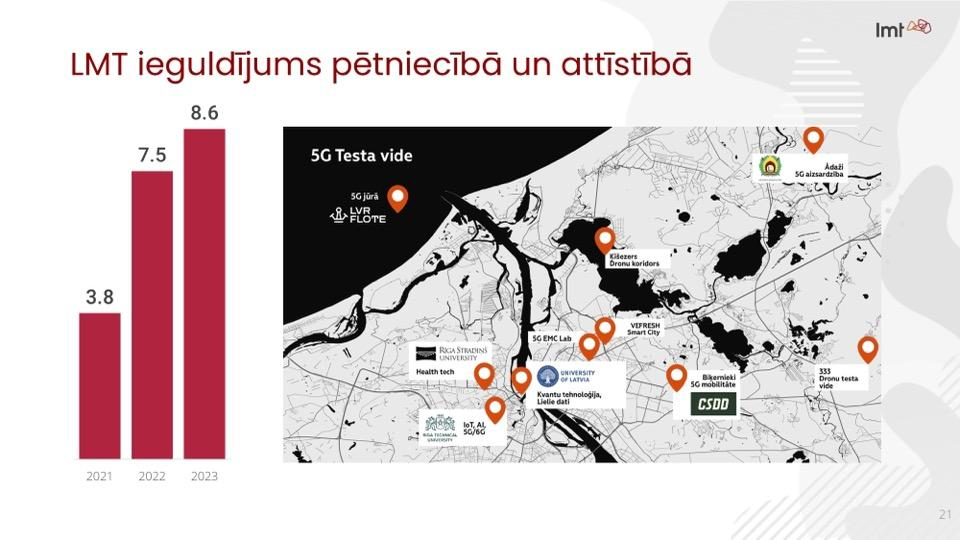 lmt
LMT ieguldījums pētniecībā un attīstībā
8.6
7.5
3.8
2021
2022
2023
5G Testa vide
5G jūrā
LVR
FLOTE
Ādaži
5G aizsardzība
Ķīšezers
Dronu koridors
VEFRESH
Smart City
5G EMC Lab
RĪGA STRADIŅŠ
UNIVERSITY
Health tech
UNIVERSITY
OF LATVIA
Kvantu tehnoloģija,
Lielie dati
Biķernieki
5G mobilitāte
CSDD
333
Dronu testa
vide
RIGA TECHNICAL
UNIVERSITY
IoT, AI,
5G/6G
21